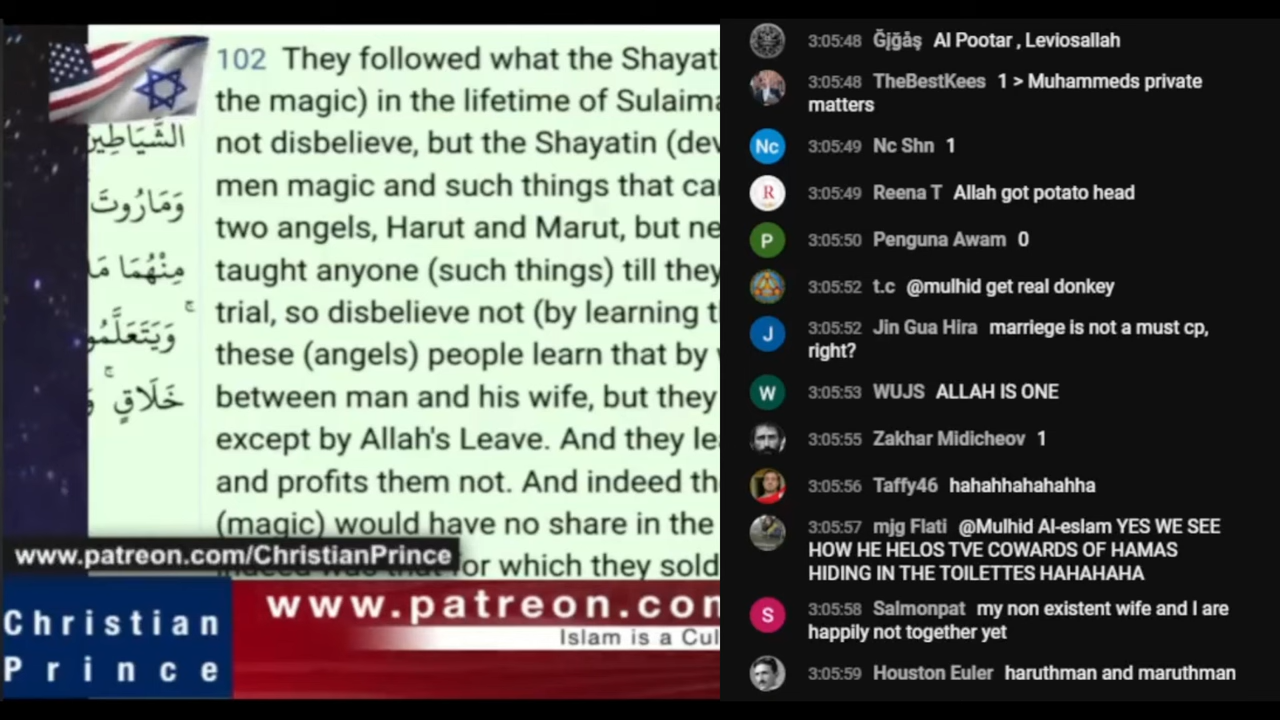 102 They followed what the Shayat
the magic) in the lifetime of Sulaima
not disbelieve, but the Shayatin (dev
men magic and such things that ca
two angels, Harut and Marut, but ne
taught anyone (such things) till they
trial, so disbelieve not (by learning t
these (angels) people learn that by
between man and his wife, but they
except by Allah's Leave. And they le
and profits them not. And indeed th
(magic) would have no share in the
for which they sold
الشَّيَاطِين
وَمَارُوتَ
مِنْهُمَا مَا
وَيَتَعَلَّمُو
خَلَاقٍ ۚ
www.patreon.com/ChristianPrince
Christian
Prince
www.patreon.com
Islam is a Cul
3:05:48 Ğįğåş Al Pootar , Leviosallah
3:05:48 TheBestKees 1 > Muhammeds private
matters
Nc 3:05:49 Nc Shn 1
R 3:05:49 Reena T Allah got potato head
P 3:05:50 Penguna Awam 0
3:05:52 t.c @mulhid get real donkey
J 3:05:52 Jin Gua Hira marriege is not a must cp,
right?
W 3:05:53 WUJS ALLAH IS ONE
3:05:55 Zakhar Midicheov 1
3:05:56 Taffy46 hahahhahahahha
3:05:57 mjg Flati @Mulhid Al-eslam YES WE SEE
HOW HE HELOS TVE COWARDS OF HAMAS
HIDING IN THE TOILETTES HAHAHAHA
S 3:05:58 Salmonpat my non existent wife and I are
happily not together yet
3:05:59 Houston Euler haruthman and maruthman